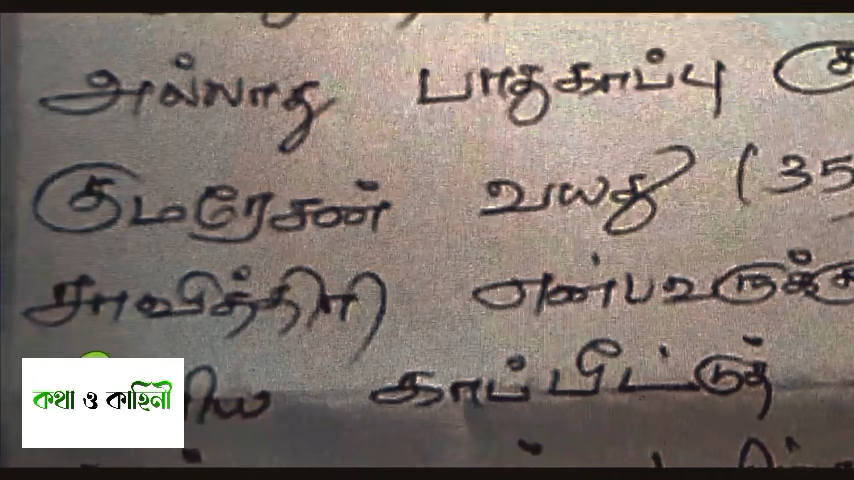 அல்லாது பாதுகாப்பு
குமரேசன் வயது (35
சாவித்திரி என்பவருக்கு
காப்பீட்டுத்
কথা ও কাহিনী